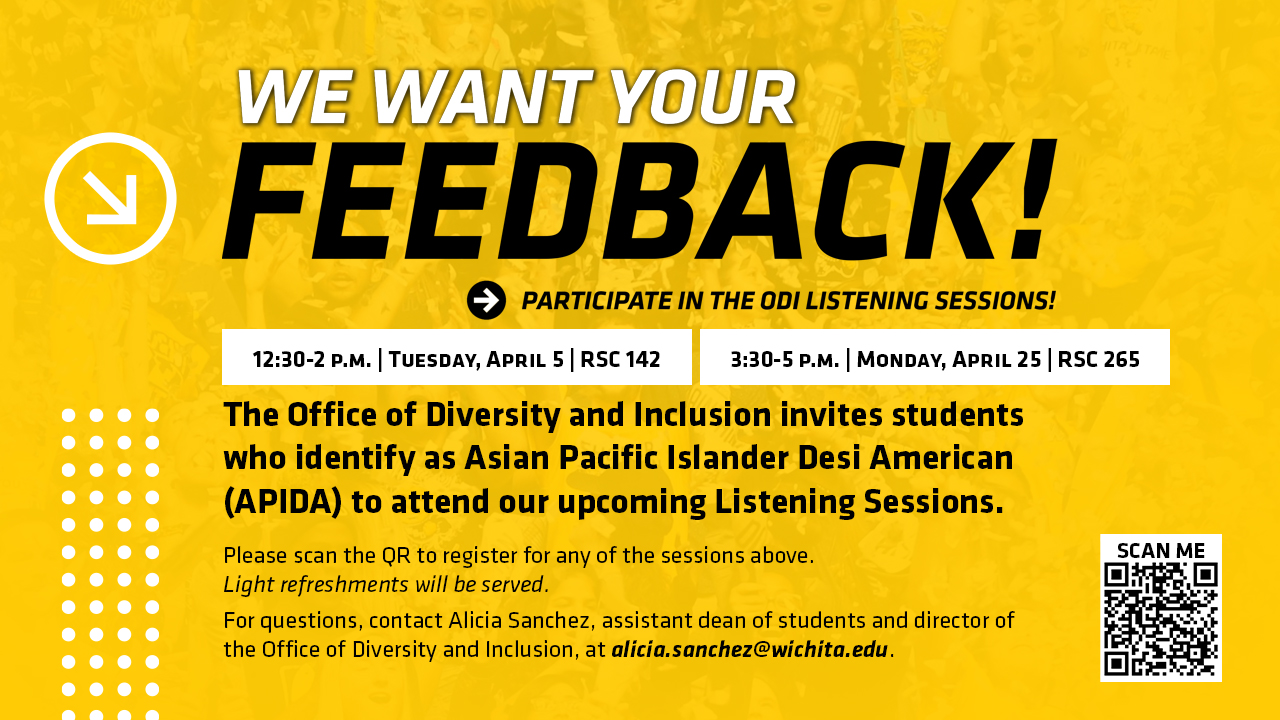 WE WANT YOUR
FEEDBACK!
PARTICIPATE IN THE ODI LISTENING SESSIONS!
12:30-2 P.M. | TUESDAY, APRIL 5 | RSC 142
3:30-5 P.M. | MONDAY, APRIL 25 | RSC 265
The Office of Diversity and Inclusion invites students
who identify as Asian Pacific Islander Desi American
(APIDA) to attend our upcoming Listening Sessions.
Please scan the QR to register for any of the sessions above.
Light refreshments will be served.
For questions, contact Alicia Sanchez, assistant dean of students and director of
the Office of Diversity and Inclusion, at alicia.sanchez@wichita.edu.
SCAN ME